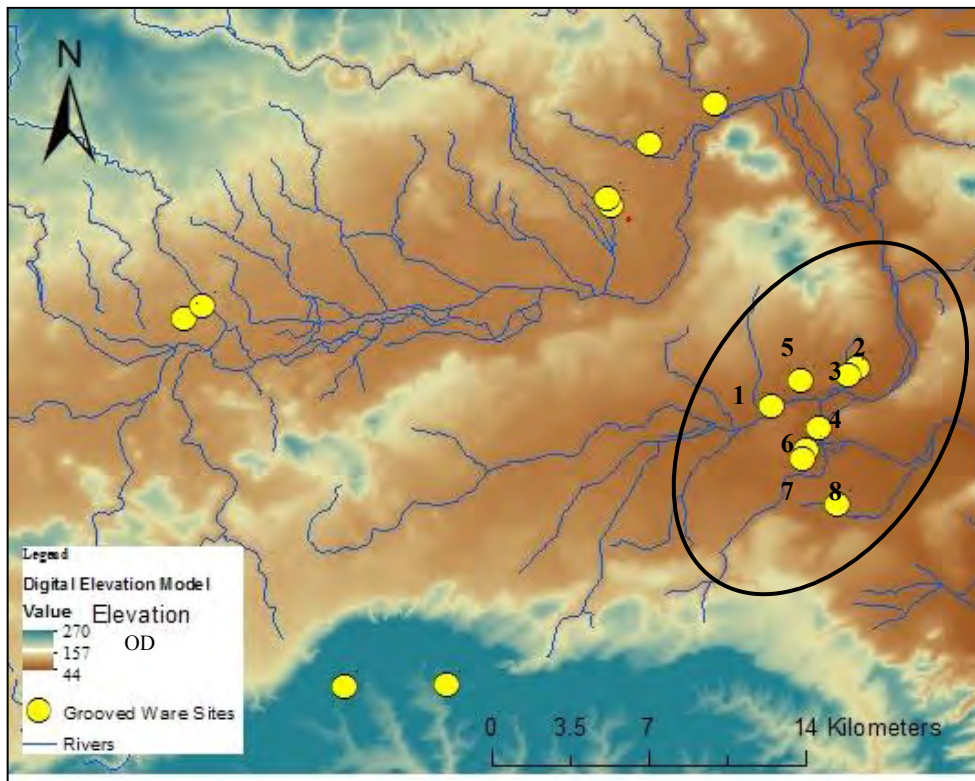 N
5
2
3
1
4
6
7
8
Legend
Digital Elevation Model
Value Elevation
270 OD
157
44
Grooved Ware Sites
Rivers
0 3.5 7 14 Kilometers